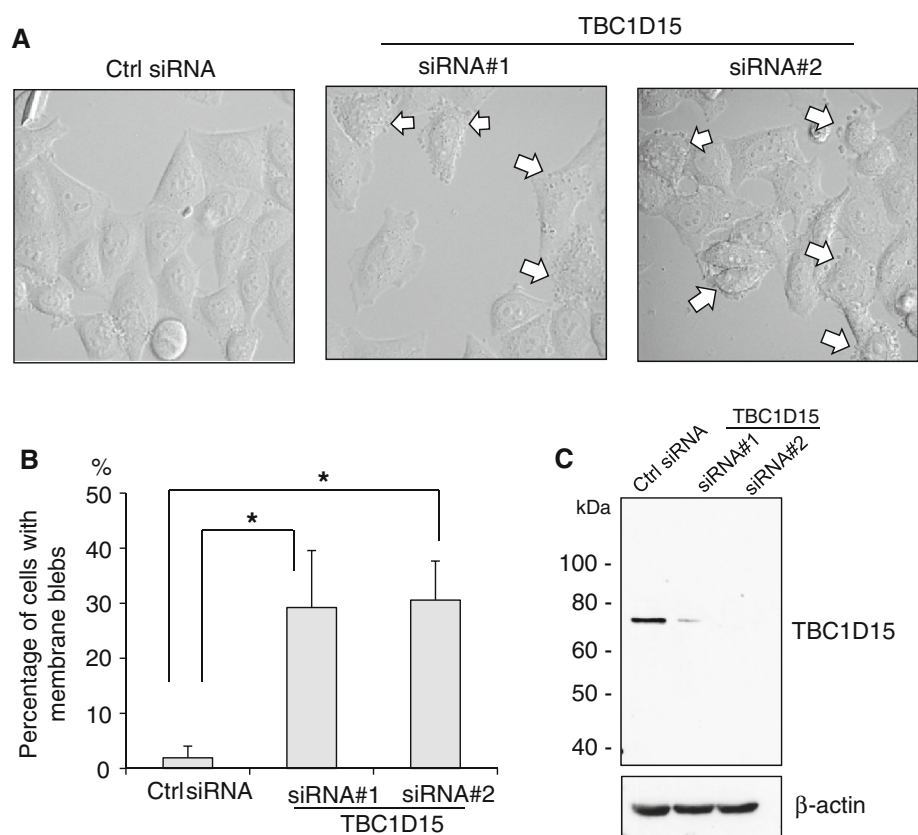 A
TBC1D15
Ctrl siRNA
siRNA#1
siRNA#2
B
%
Percentage of cells with
membrane blebs
50
40
30
20
10
0
*
*
Ctrl siRNA
siRNA#1
siRNA#2
TBC1D15
C
TBC1D15
Ctrl siRNA
siRNA#1
siRNA#2
kDa
100 -
80 -
60 -
50 -
40 -
TBC1D15
β-actin